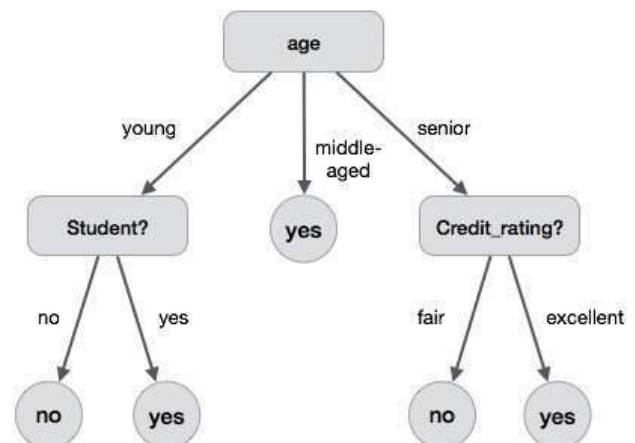 age
young
middle-
aged
senior
Student?
yes
Credit_rating?
no
yes
fair
excellent
no
yes
no
yes